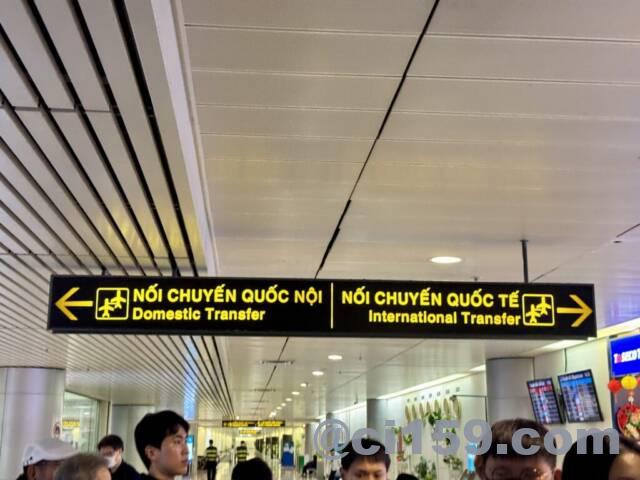 NỐI CHUYẾN QUỐC NỘI
Domestic Transfer
NỐI CHUYẾN QUỐC TẾ
International Transfer
@ci159.com